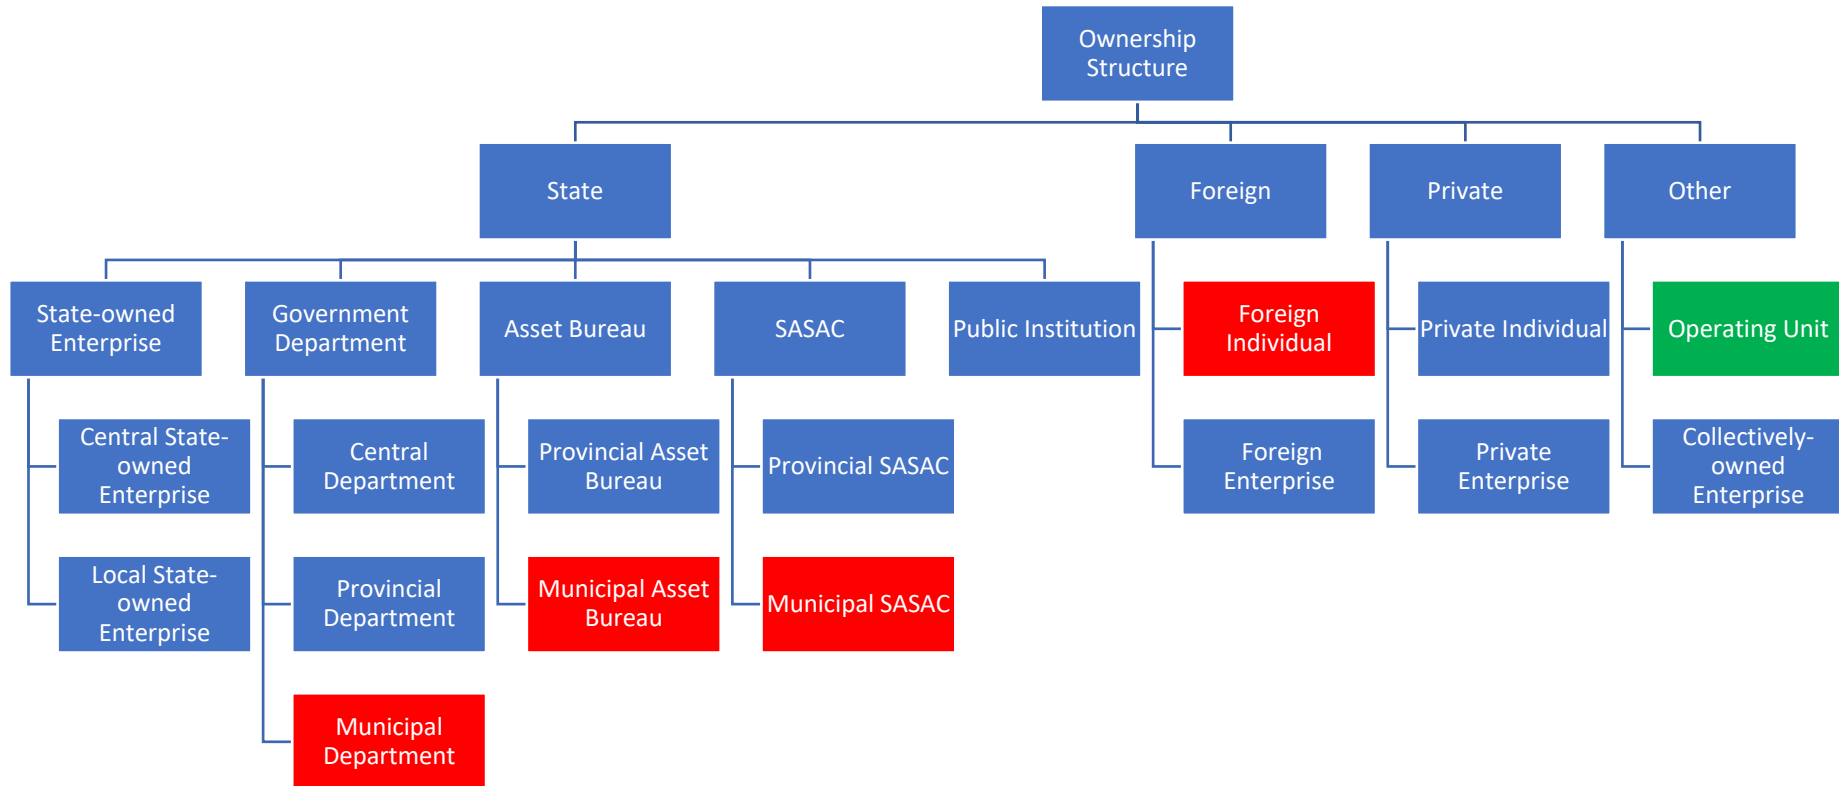 Ownership
Structure
State
Foreign
Private
Other
State-owned
Enterprise
Government
Department
Asset Bureau
SASAC
Public Institution
Foreign
Individual
Private Individual
Operating Unit
Central State-
owned
Enterprise
Central
Department
Provincial Asset
Bureau
Provincial SASAC
Foreign
Enterprise
Private
Enterprise
Collectively-
owned
Enterprise
Local State-
owned
Enterprise
Provincial
Department
Municipal Asset
Bureau
Municipal SASAC
Municipal
Department